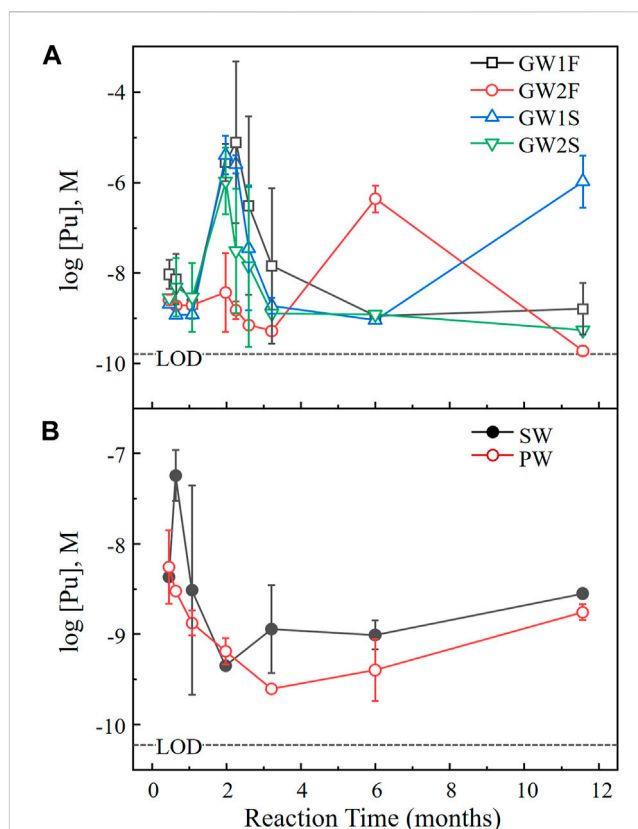 A
GW1F
GW2F
GW1S
GW2S
-4
-6
-8
-10
log [Pu], M
LOD
B
SW
PW
-7
-8
-9
-10
log [Pu], M
LOD
0 2 4 6 8 10 12
Reaction Time (months)